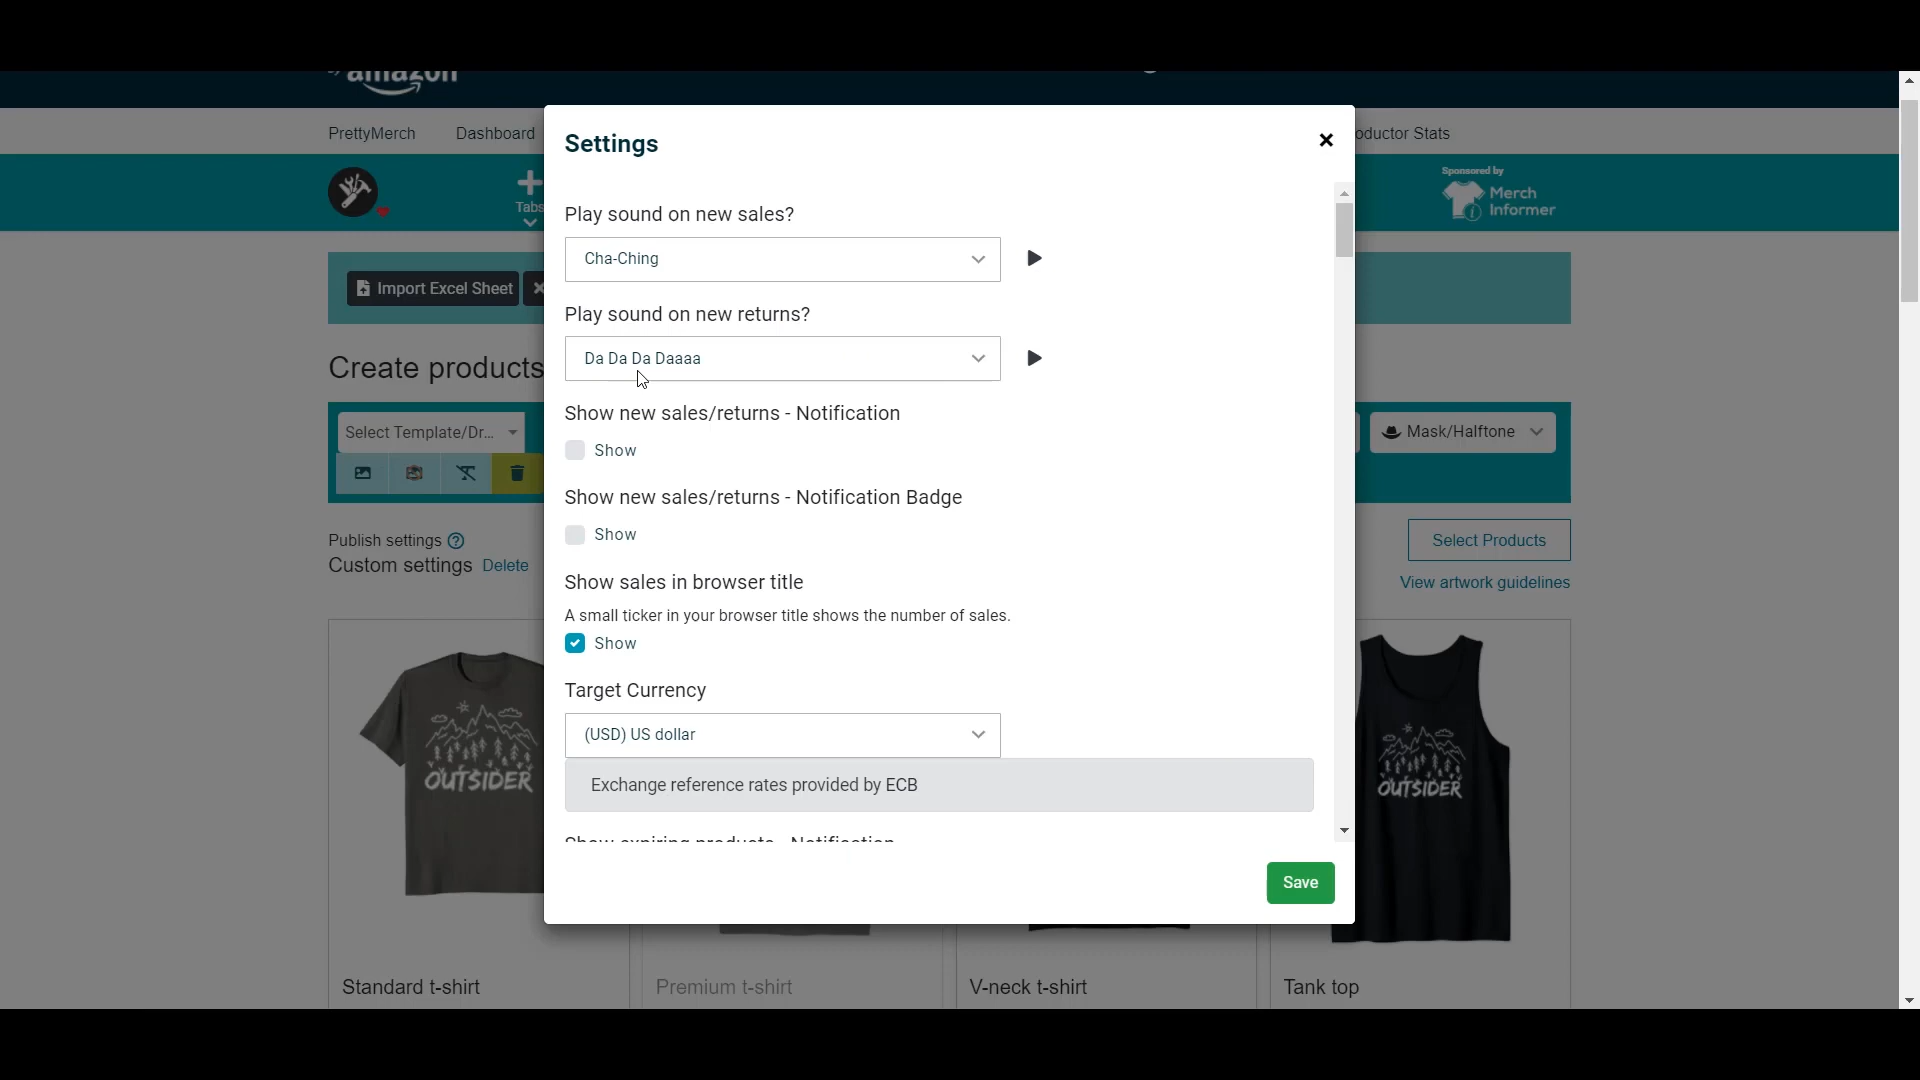 amazon
PrettyMerch
Dashboard
oductor Stats
Tabs
Sponsored by
Merch
Informer
Import Excel Sheet
Settings
Play sound on new sales?
Cha-Ching
Play sound on new returns?
Da Da Da Daaaa
Show new sales/returns - Notification
Show
Show new sales/returns - Notification Badge
Show
Show sales in browser title
A small ticker in your browser title shows the number of sales.
Show
Target Currency
(USD) US dollar
Exchange reference rates provided by ECB
Show expiring products - Notification
Save
Create products
Select Template/Dr...
Mask/Halftone
Publish settings
Custom settings Delete
Select Products
View artwork guidelines
OUTSIDER
OUTSIDER
Standard t-shirt
Premium t-shirt
V-neck t-shirt
Tank top